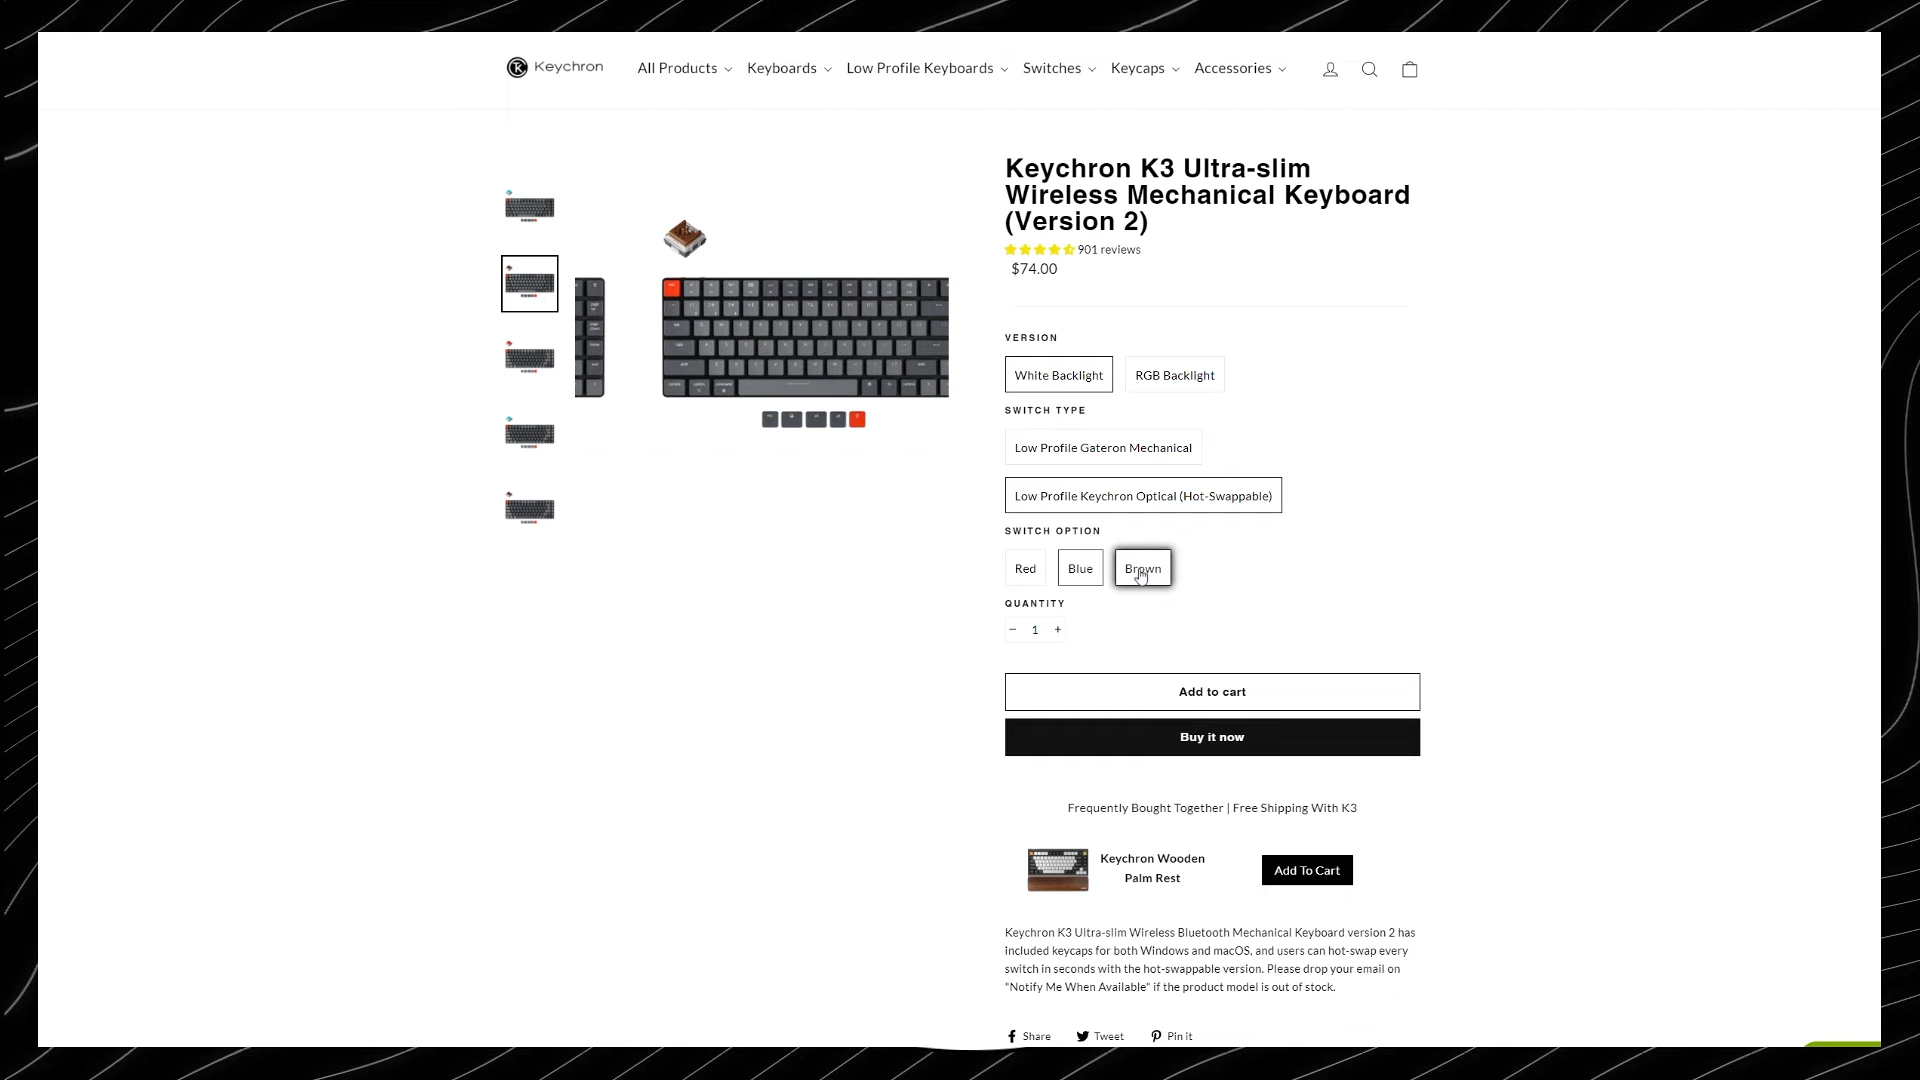 Keychron
All Products
Keyboards
Low Profile Keyboards
Switches
Keycaps
Accessories
Keychron K3 Ultra-slim
Wireless Mechanical Keyboard
(Version 2)
901 reviews
$74.00
VERSION
White Backlight
RGB Backlight
SWITCH TYPE
Low Profile Gateron Mechanical
Low Profile Keychron Optical (Hot-Swappable)
SWITCH OPTION
Red
Blue
Brown
QUANTITY
− 1 +
Add to cart
Buy it now
Frequently Bought Together | Free Shipping With K3
Keychron Wooden
Palm Rest
Add To Cart
Keychron K3 Ultra-slim Wireless Bluetooth Mechanical Keyboard version 2 has
included keycaps for both Windows and macOS, and users can hot-swap every
switch in seconds with the hot-swappable version. Please drop your email on
"Notify Me When Available" if the product model is out of stock.
Share
Tweet
Pin it